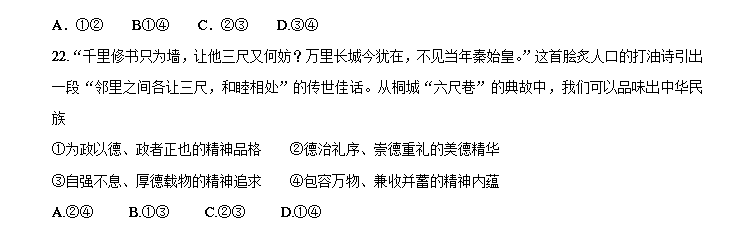 A．①②　　B①④　　C．②③　　D.③④
22.“千里修书只为墙，让他三尺又何妨？万里长城今犹在，不见当年秦始皇。”这首脍炙人口的打油诗引出
一段“邻里之间各让三尺，和睦相处”的传世佳话。从桐城“六尺巷”的典故中，我们可以品味出中华民
族
①为政以德、政者正也的精神品格　　②德治礼序、崇德重礼的美德精华
③自强不息、厚德载物的精神追求　　④包容万物、兼收并蓄的精神内蕴
A.②④　　B.①③　　C.②③　　D.①④